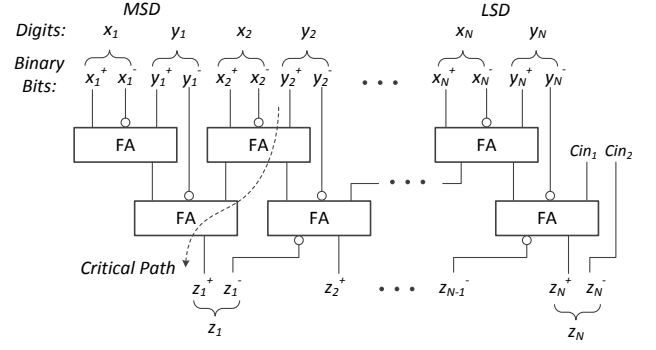 MSD LSD
Digits: x1 y1 x2 y2 xN yN
Binary Bits: x1+ x1- y1+ y1- x2+ x2- y2+ y2- • • • xN+ xN- yN+ yN-
FA FA FA Cin1 Cin2
• • •
FA FA FA
Critical Path
z1+ z1- z2+ • • • zN-1- zN+ zN-
z1 zN